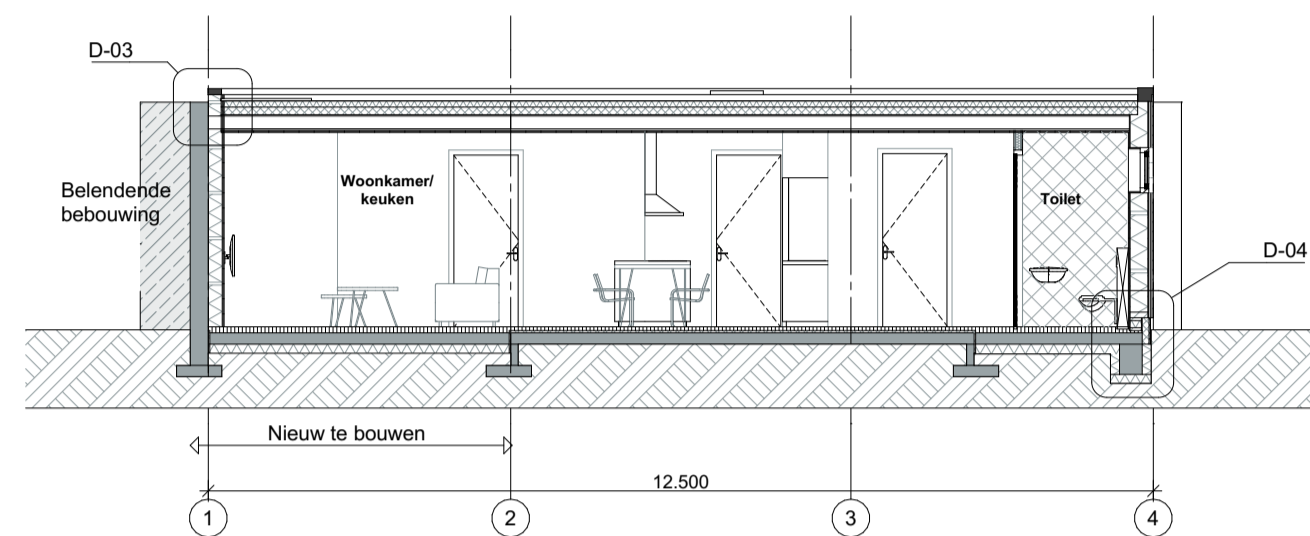 D-03
Belendende
bebouwing
Woonkamer/
keuken
Toilet
D-04
Nieuw te bouwen
12.500
1
2
3
4